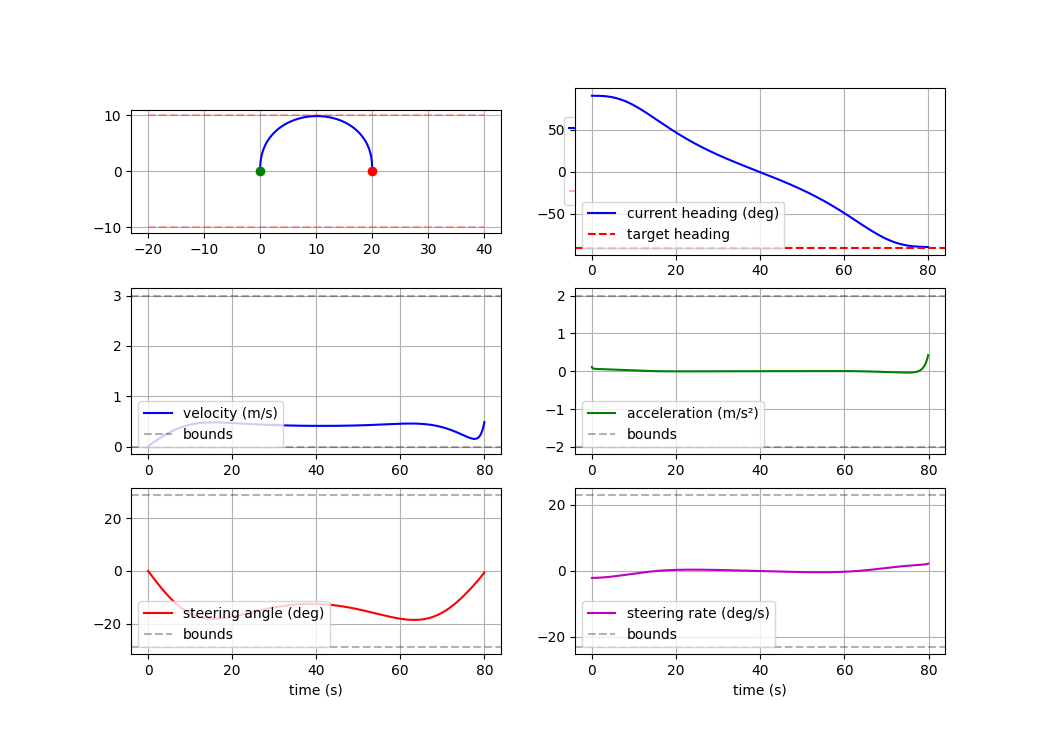 10
0
−10
−20 −10 0 10 20 30 40
50
0
−50
current heading (deg)
target heading
0 20 40 60 80
3
2
1
0
velocity (m/s)
bounds
0 20 40 60 80
2
1
0
−1
−2
acceleration (m/s²)
bounds
0 20 40 60 80
20
0
−20
steering angle (deg)
bounds
0 20 40 60 80
time (s)
20
0
−20
steering rate (deg/s)
bounds
0 20 40 60 80
time (s)